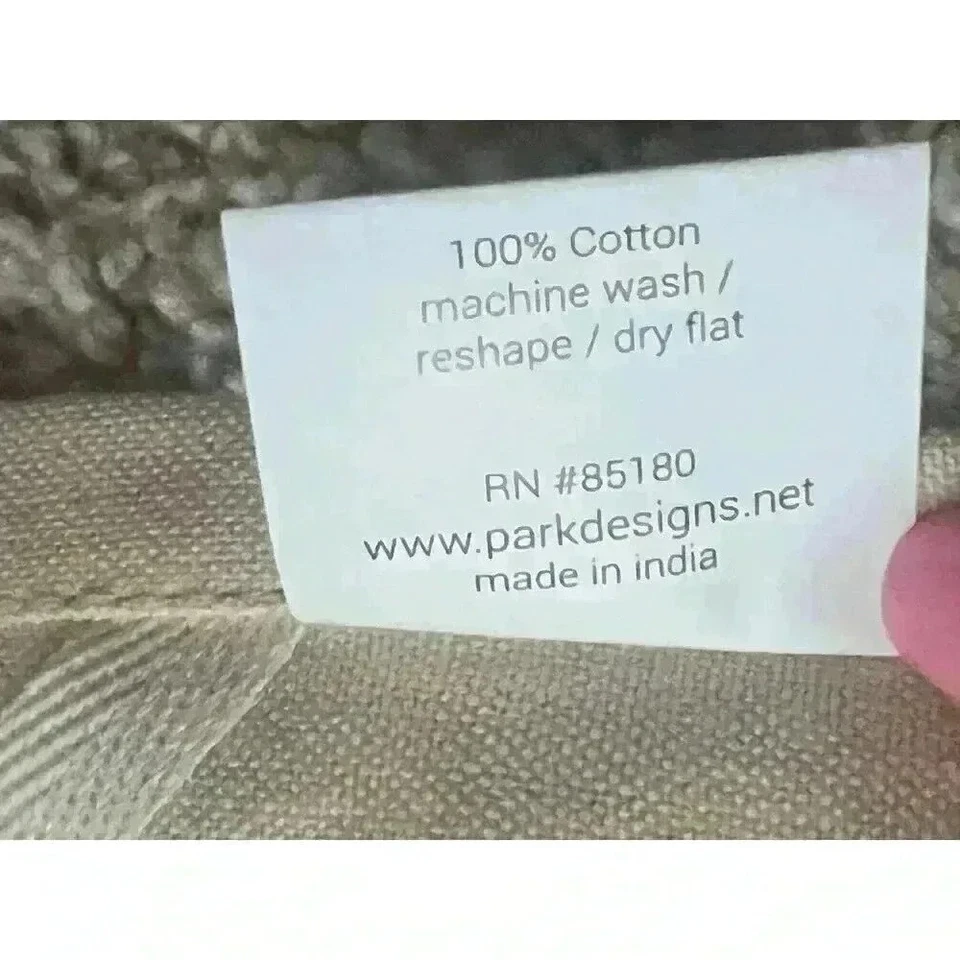 100% Cotton
machine wash /
reshape / dry flat
RN #85180
www.parkdesigns.net
made in india